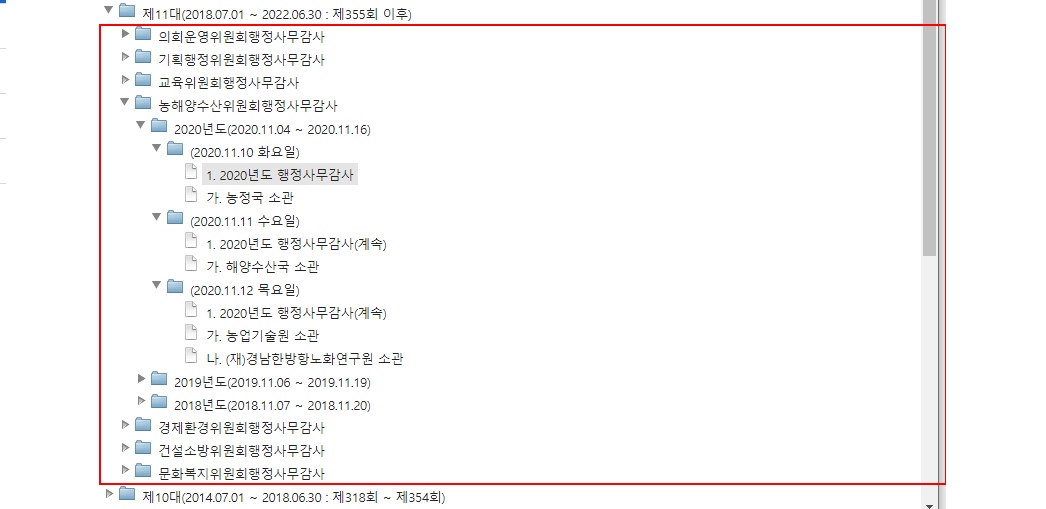 제11대(2018.07.01 ~ 2022.06.30 : 제355회 이후)
의회운영위원회행정사무감사
기획행정위원회행정사무감사
교육위원회행정사무감사
농해양수산위원회행정사무감사
2020년도(2020.11.04 ~ 2020.11.16)
(2020.11.10 화요일)
1. 2020년도 행정사무감사
가. 농정국 소관
(2020.11.11 수요일)
1. 2020년도 행정사무감사(계속)
가. 해양수산국 소관
(2020.11.12 목요일)
1. 2020년도 행정사무감사(계속)
가. 농업기술원 소관
나. (재)경남한방항노화연구원 소관
2019년도(2019.11.06 ~ 2019.11.19)
2018년도(2018.11.07 ~ 2018.11.20)
경제환경위원회행정사무감사
건설소방위원회행정사무감사
문화복지위원회행정사무감사
제10대(2014.07.01 ~ 2018.06.30 : 제318회 ~ 제354회)